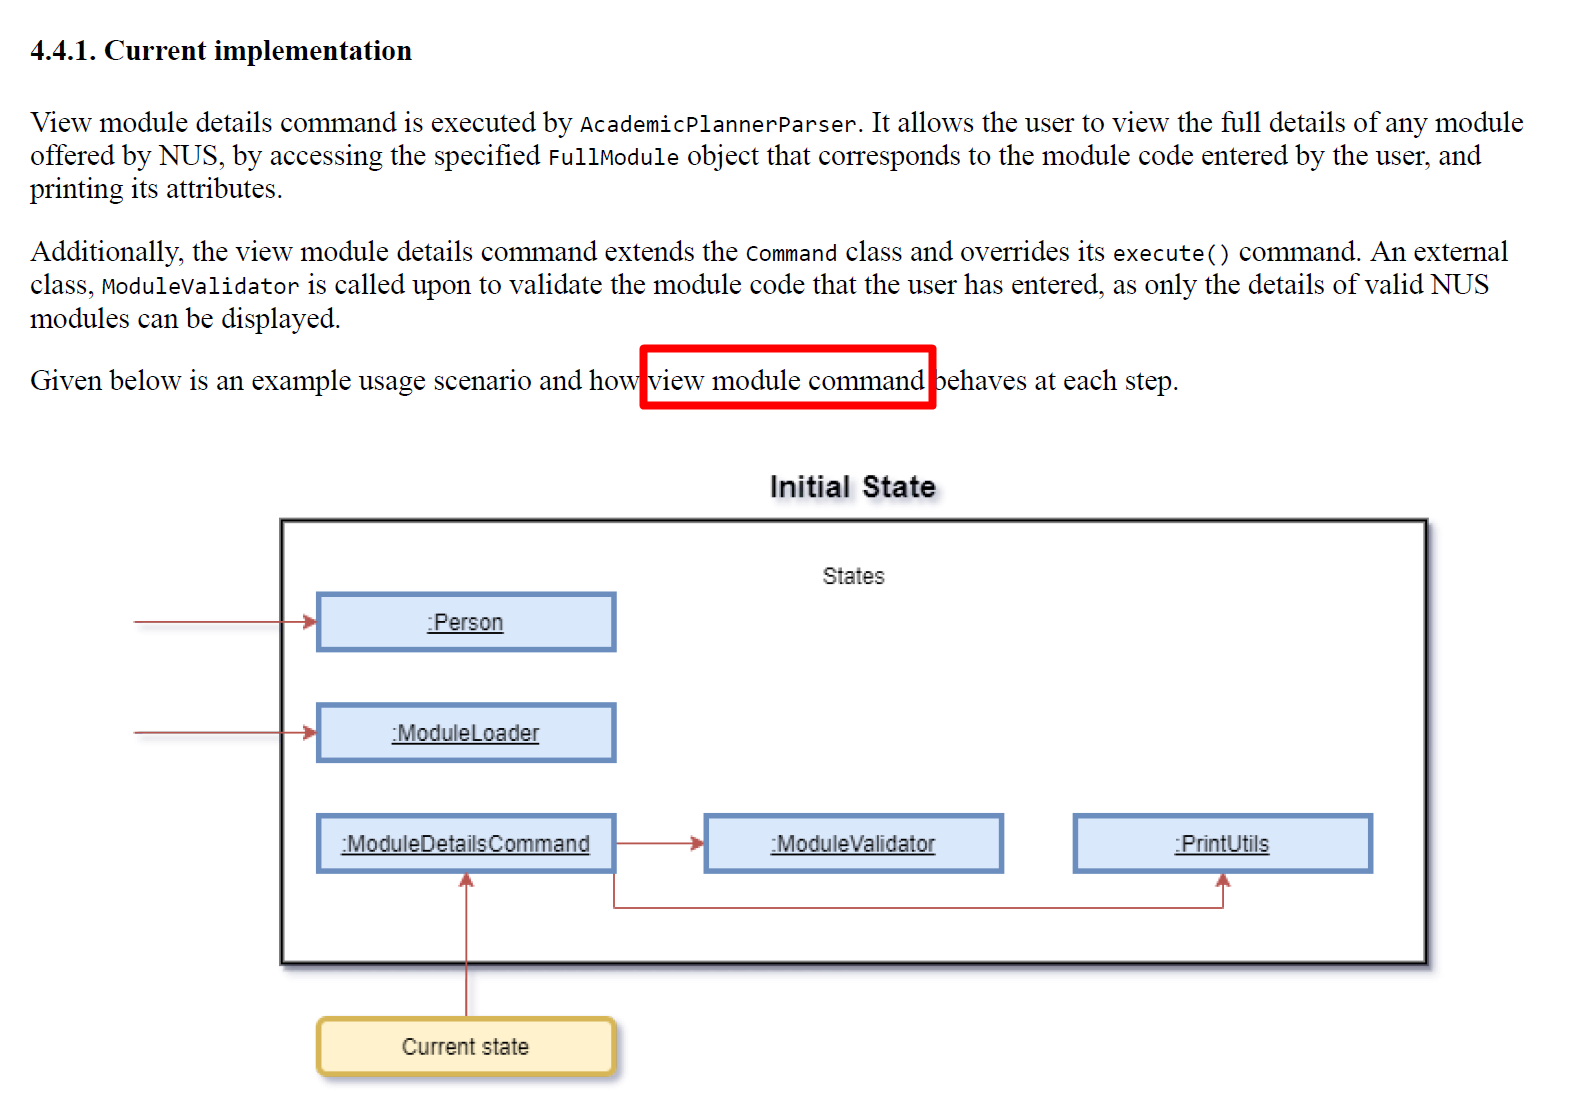 4.4.1. Current implementation
View module details command is executed by AcademicPlannerParser. It allows the user to view the full details of any module
offered by NUS, by accessing the specified FullModule object that corresponds to the module code entered by the user, and
printing its attributes.
Additionally, the view module details command extends the Command class and overrides its execute() command. An external
class, ModuleValidator is called upon to validate the module code that the user has entered, as only the details of valid NUS
modules can be displayed.
Given below is an example usage scenario and how view module command behaves at each step.
Initial State
States
:Person
:ModuleLoader
:ModuleDetailsCommand :ModuleValidator :PrintUtils
Current state